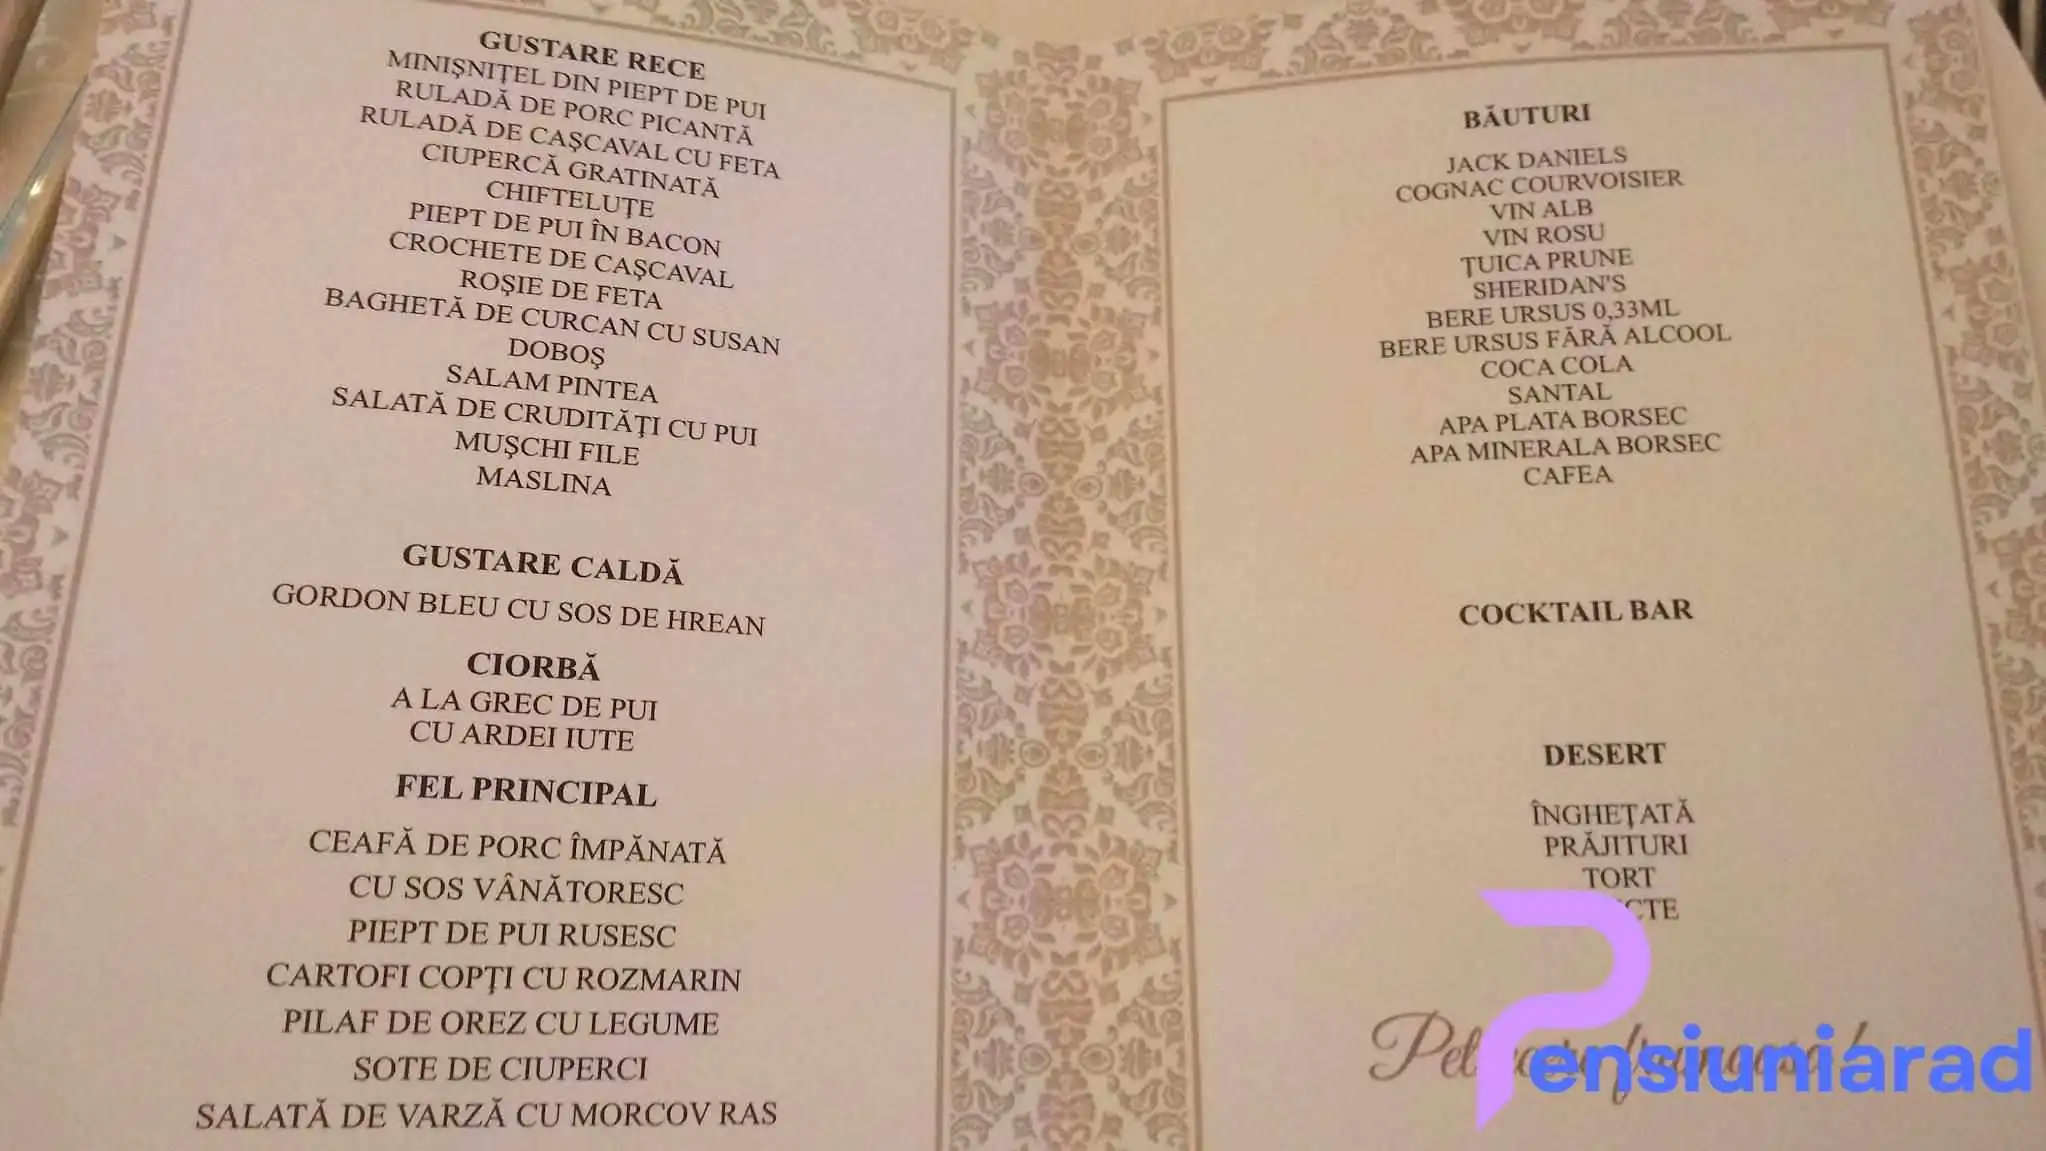 GUSTARE RECE
MINIŞNIŢEL DIN PIEPT DE PUI
RULADĂ DE PORC PICANTĂ
RULADĂ DE CAŞCAVAL CU FETA
CIUPERCĂ GRATINATĂ
CHIFTELUŢE
PIEPT DE PUI ÎN BACON
CROCHETE DE CAŞCAVAL
ROŞIE DE FETA
BAGHETĂ DE CURCAN CU SUSAN
DOBOŞ
SALAM PINTEA
SALATĂ DE CRUDITĂŢI CU PUI
MUŞCHI FILE
MASLINA
GUSTARE CALDĂ
GORDON BLEU CU SOS DE HREAN
CIORBĂ
A LA GREC DE PUI
CU ARDEI IUTE
FEL PRINCIPAL
CEAFĂ DE PORC ÎMPĂNATĂ
CU SOS VÂNĂTORESC
PIEPT DE PUI RUSESC
CARTOFI COPŢI CU ROZMARIN
PILAF DE OREZ CU LEGUME
SOTE DE CIUPERCI
SALATĂ DE VARZĂ CU MORCOV RAS
BĂUTURI
JACK DANIELS
COGNAC COURVOISIER
VIN ALB
VIN ROSU
ŢUICA PRUNE
SHERIDAN'S
BERE URSUS 0,33ML
BERE URSUS FĂRĂ ALCOOL
COCA COLA
SANTAL
APA PLATA BORSEC
APA MINERALA BORSEC
CAFEA
COCKTAIL BAR
DESERT
ÎNGHEŢATĂ
PRĂJITURI
TORT
Pensiuniarad